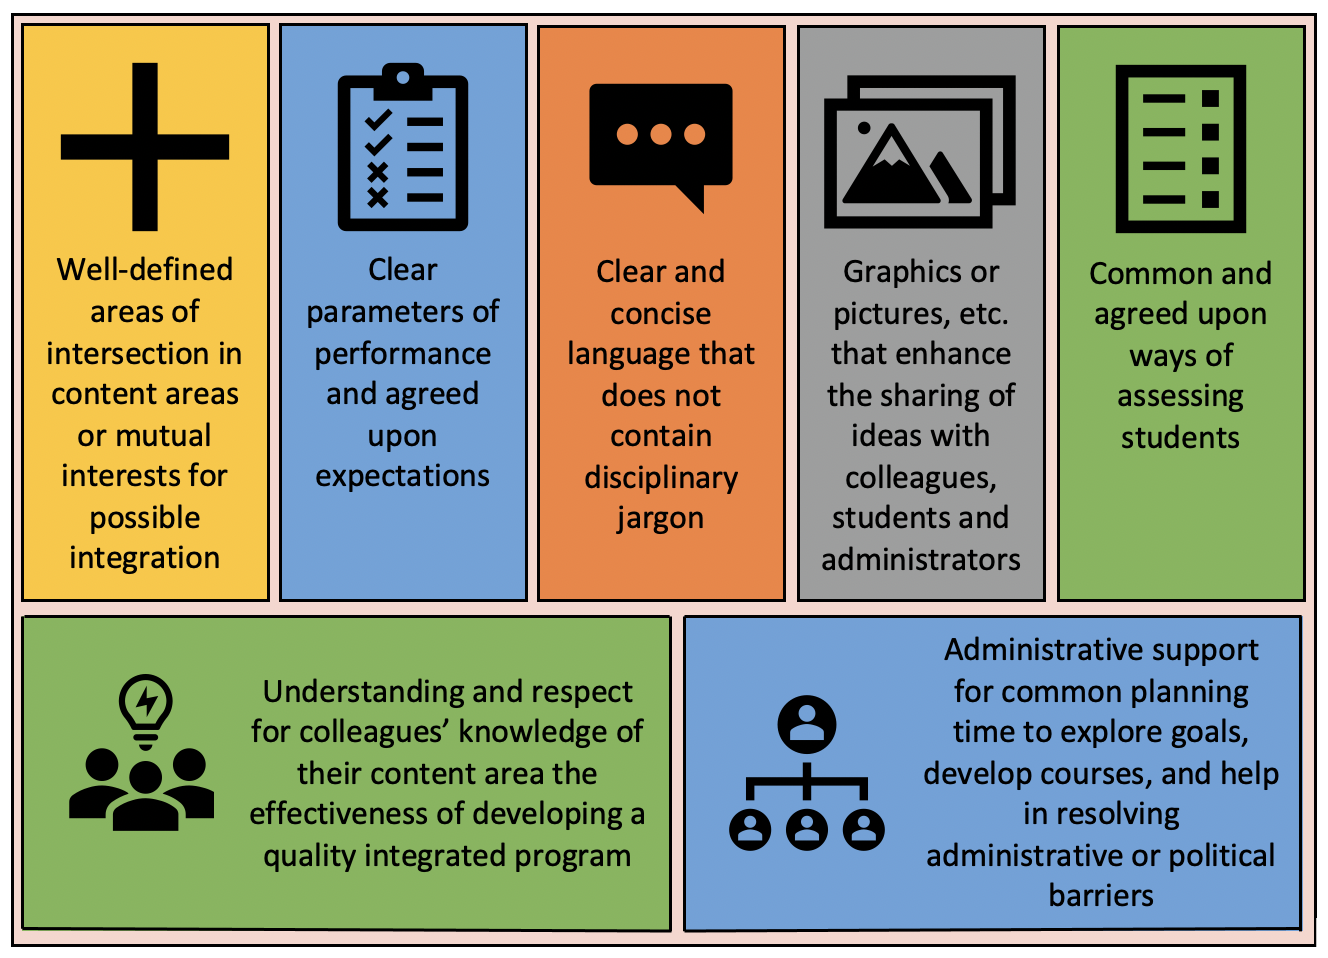 Well-defined
areas of
intersection in
content areas
or mutual
interests for
possible
integration
Clear
parameters of
performance
and agreed
upon
expectations
Clear and
concise
language that
does not
contain
disciplinary
jargon
Graphics or
pictures, etc.
that enhance
the sharing of
ideas with
colleagues,
students and
administrators
Common and
agreed upon
ways of
assessing
students
Understanding and respect
for colleagues’ knowledge of
their content area the
effectiveness of developing a
quality integrated program
Administrative support
for common planning
time to explore goals,
develop courses, and help
in resolving
administrative or political
barriers